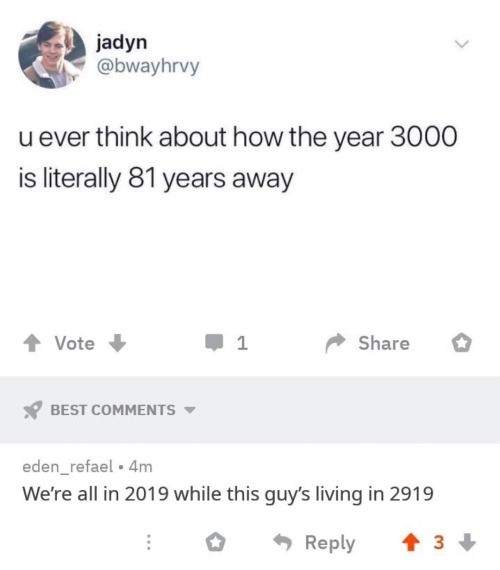 jadyn
@bwayhrvy
u ever think about how the year 3000
is literally 81 years away
Vote 1 Share
BEST COMMENTS
eden_refael • 4m
We're all in 2019 while this guy's living in 2919
Reply 3